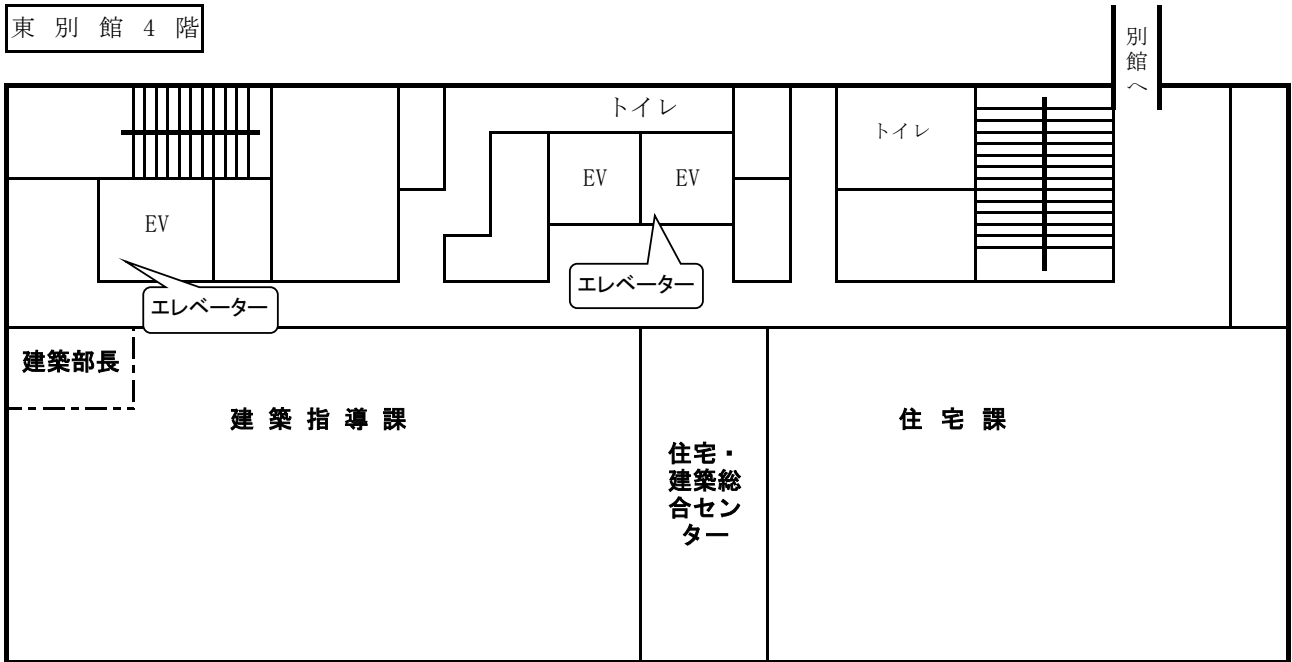 東別館4階
別館へ
トイレ
トイレ
EV
EV
EV
エレベーター
エレベーター
建築部長
建築指導課
住宅課
住宅・
建築総
合セン
ター